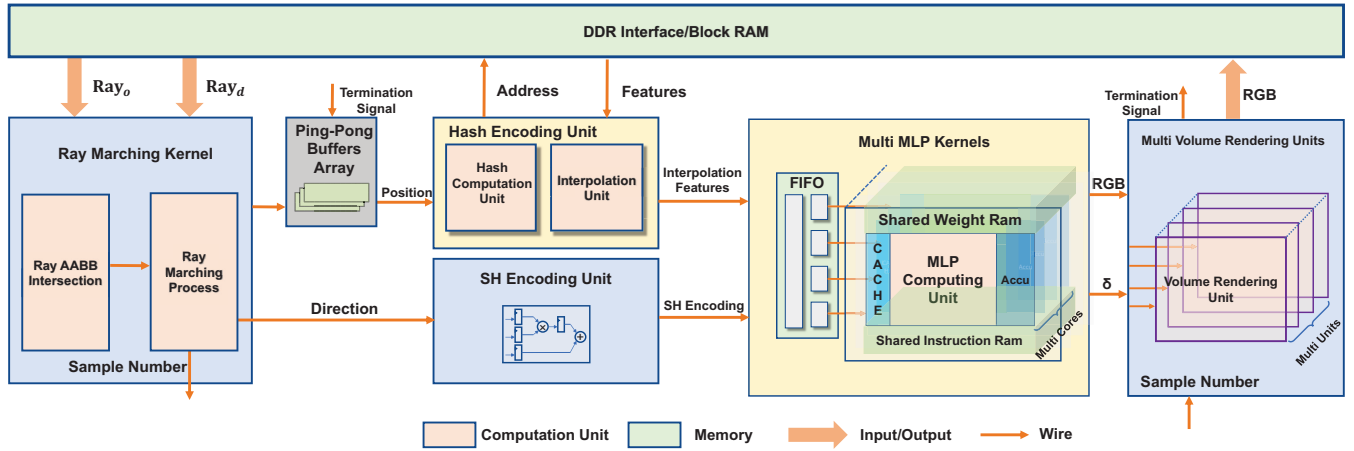 DDR Interface/Block RAM
Ray_o
Ray_d
Termination
Signal
Address
Features
Termination
Signal
RGB
Ray Marching Kernel
Ray AABB
Intersection
Ray
Marching
Process
Sample Number
Ping-Pong
Buffers
Array
Position
Direction
Hash Encoding Unit
Hash
Computation
Unit
Interpolation
Unit
SH Encoding Unit
Interpolation
Features
SH Encoding
Multi MLP Kernels
FIFO
Shared Weight Ram
C
A
C
H
E
MLP
Computing
Unit
Accu
Shared Instruction Ram
Multi Cores
RGB
δ
Multi Volume Rendering Units
Volume Rendering
Unit
Multi Units
Sample Number
Computation Unit
Memory
Input/Output
Wire